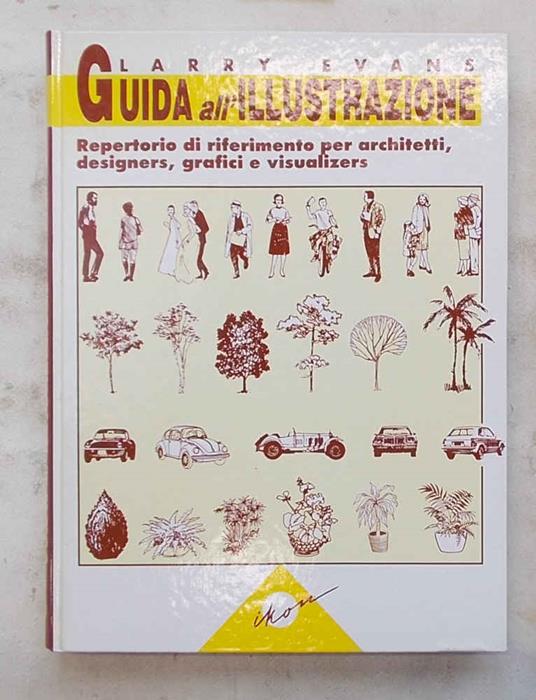 LARRY EVANS
GUIDA all'ILLUSTRAZIONE
Repertorio di riferimento per architetti,
designers, grafici e visualizers
ikon